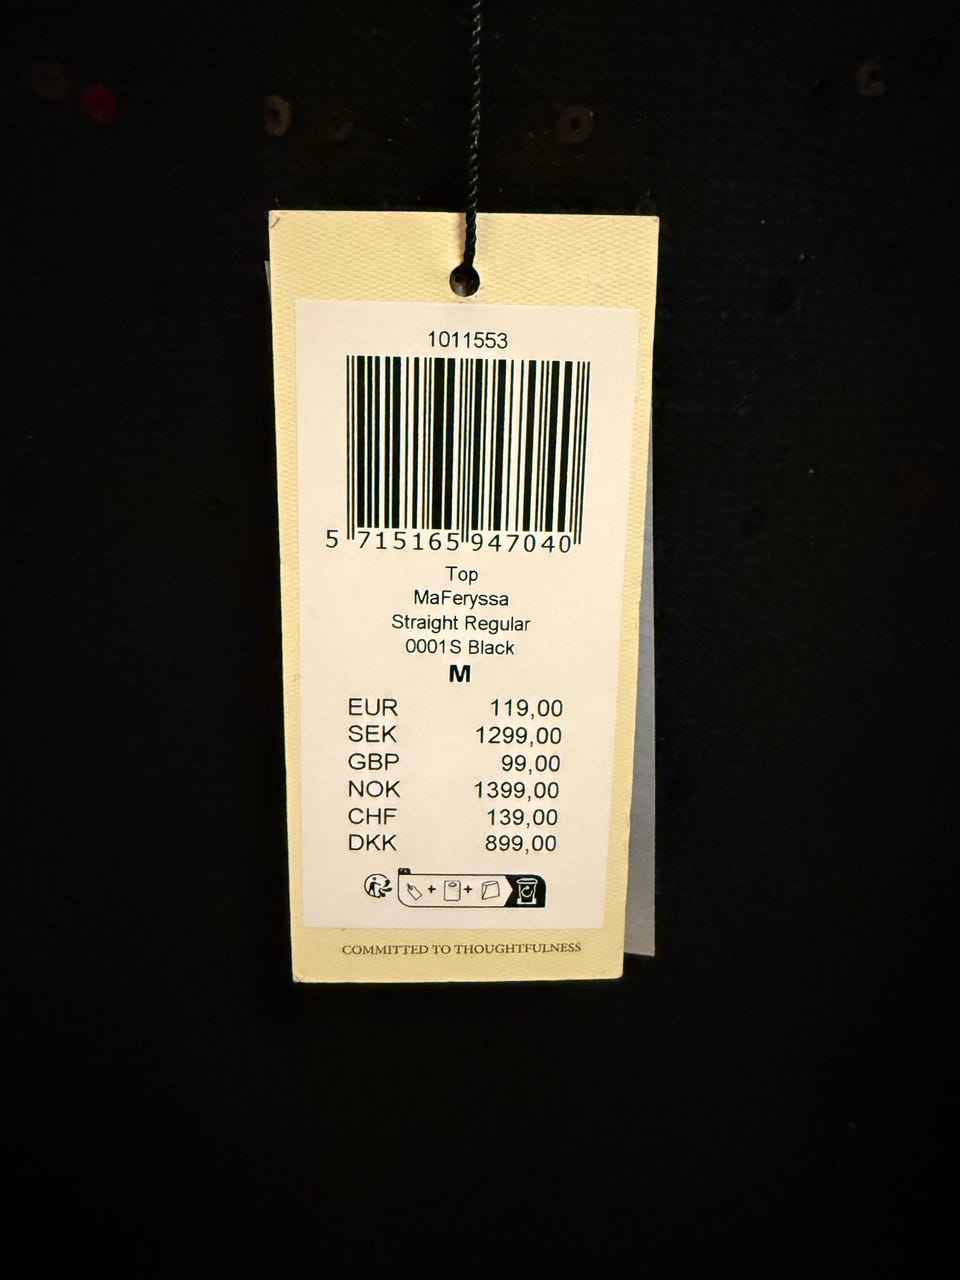 1011553
5 715165 947040
Top
MaFeryssa
Straight Regular
0001S Black
M
EUR 119,00
SEK 1299,00
GBP 99,00
NOK 1399,00
CHF 139,00
DKK 899,00
COMMITTED TO THOUGHTFULNESS